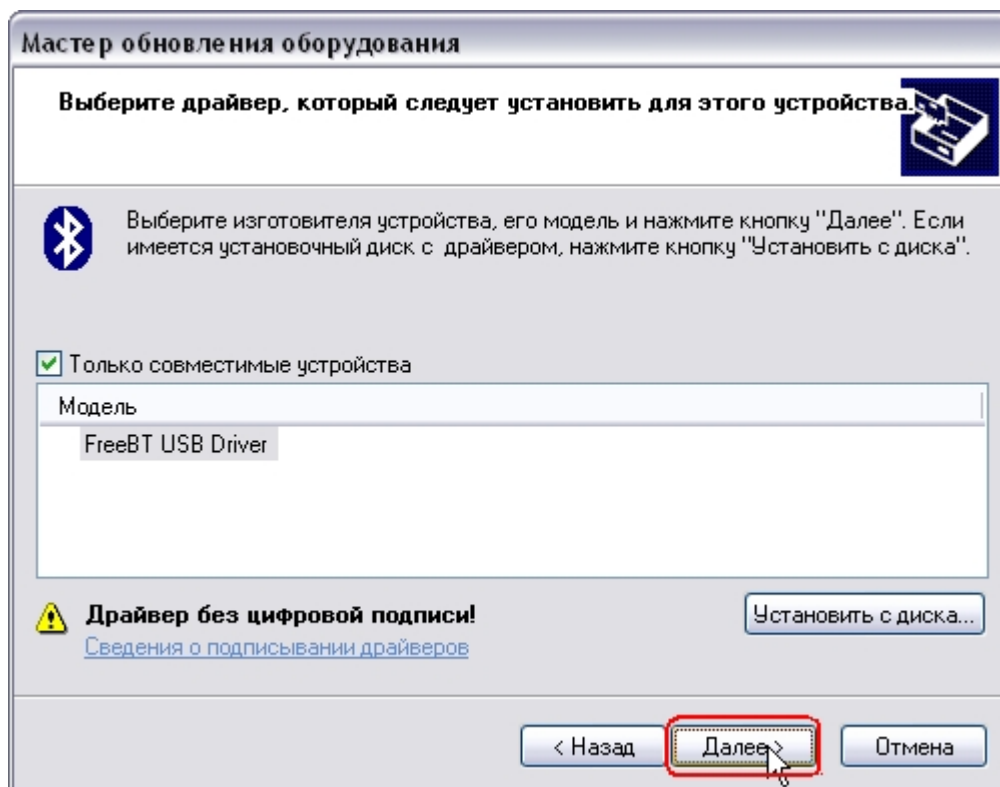 Мастер обновления оборудования
Выберите драйвер, который следует установить для этого устройства.
Выберите изготовителя устройства, его модель и нажмите кнопку "Далее". Если
имеется установочный диск с драйвером, нажмите кнопку "Установить с диска".
Только совместимые устройства
Модель
FreeBT USB Driver
Драйвер без цифровой подписи!
Установить с диска...
Сведения о подписывании драйверов
< Назад
Далее >
Отмена